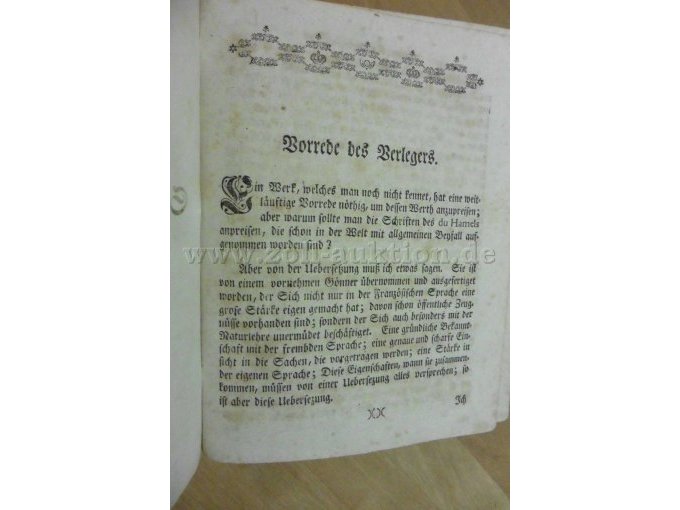 Vorrede des Verlegers.
Ein Werk, welches man noch nicht kennet, hat eine weit-
läuftige Vorrede nöthig, um dessen Werth anzupreisen;
aber warum sollte man die Schriften des du Hamels
anpreisen, die schon in der Welt mit allgemeinen Beyfall auf-
genommen worden sind?
www.zoll-auktion.de
Aber von der Uebersetzung muß ich etwas sagen. Sie ist
von einem vornehmen Gönner übernommen und ausgefertiget
worden, der Sich nicht nur in der Französischen Sprache eine
große Stärke eigen gemacht hat; davon schon öffentliche Zeug-
nüsse vorhanden sind; sondern der Sich auch besonders mit der
Naturlehre unermüdet beschäftiget. Eine gründliche Bekannt-
schaft mit der frembden Sprache; eine genaue und scharfe Ein-
sicht in die Sachen, die vorgetragen werden; eine Stärke in
der eigenen Sprache; Diese Eigenschaften, wann sie zusammen-
kommen, müssen von einer Uebersezung alles versprechen; so
ist aber diese Uebersezung.
XX
Ich